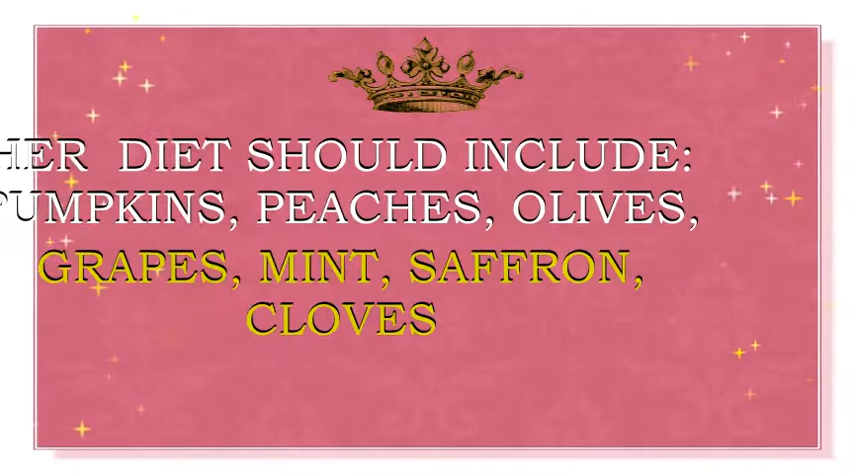 HER DIET SHOULD INCLUDE:
PUMPKINS, PEACHES, OLIVES,
GRAPES, MINT, SAFFRON,
CLOVES